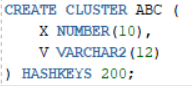 CREATE CLUSTER ABC (
X NUMBER(10),
V VARCHAR2(12)
) HASHKEYS 200;